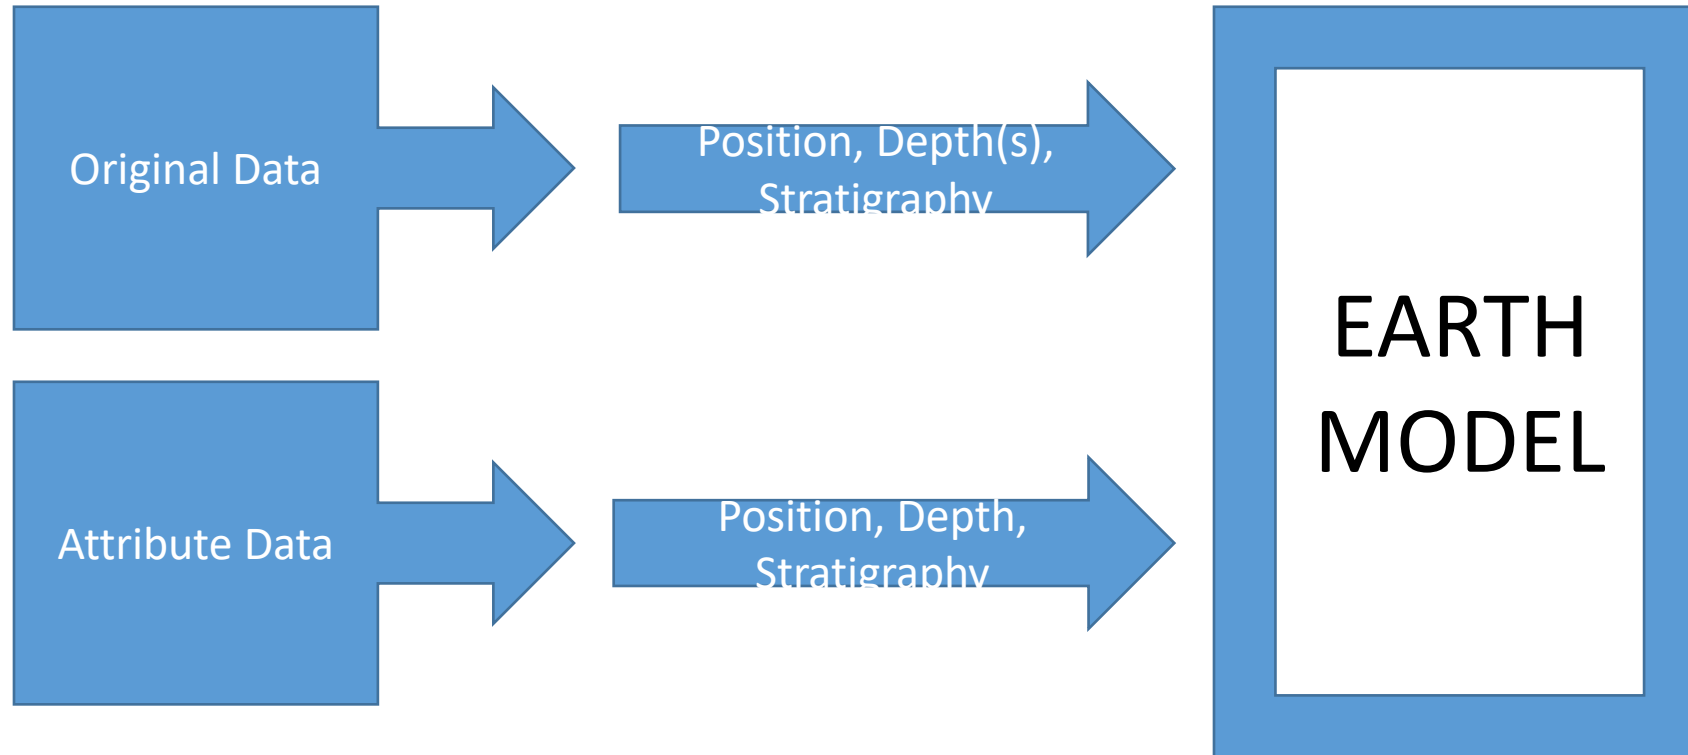 Original Data
Position, Depth(s),
Stratigraphy
EARTH
MODEL
Attribute Data
Position, Depth,
Stratigraphy